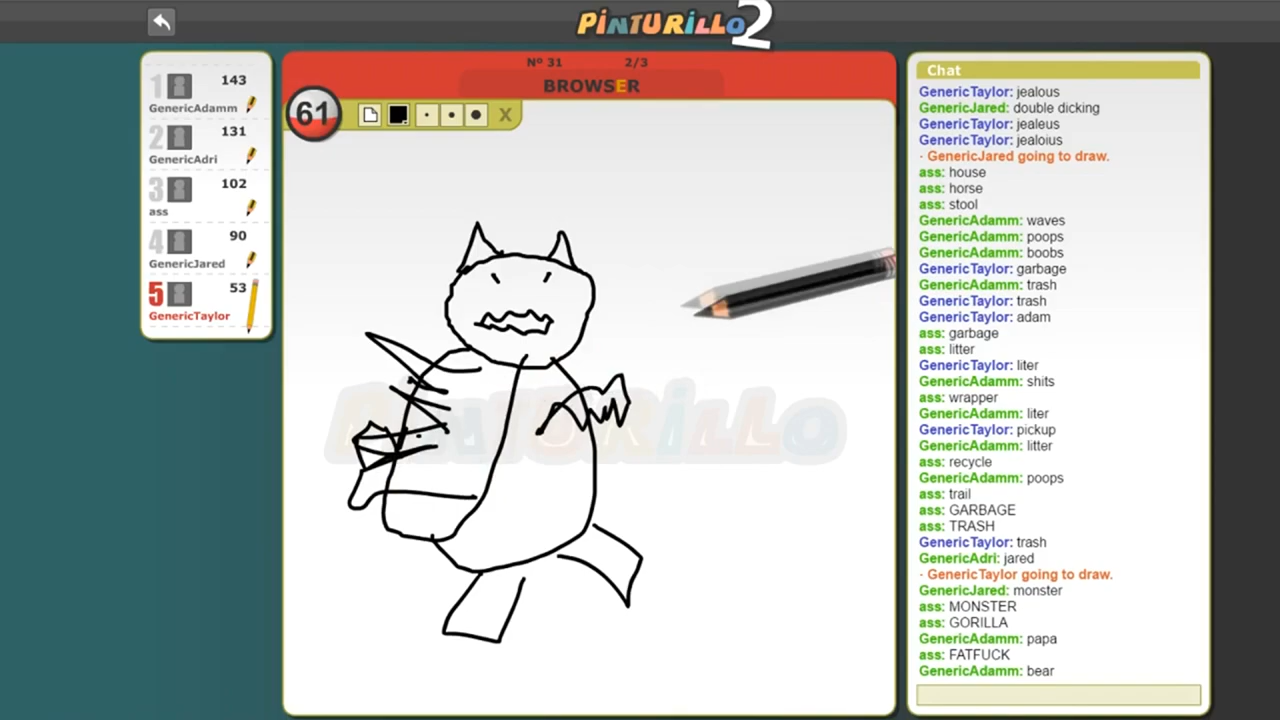 PINTURILLO 2
1 143
GenericAdamm
2 131
GenericAdri
3 102
ass
4 90
GenericJared
5 53
GenericTaylor
Nº 31 2/3
BROWSER
61 X
PINTURILLO
Chat
GenericTaylor: jealous
GenericJared: double dicking
GenericTaylor: jealeus
GenericTaylor: jealoius
· GenericJared going to draw.
ass: house
ass: horse
ass: stool
GenericAdamm: waves
GenericAdamm: poops
GenericAdamm: boobs
GenericTaylor: garbage
GenericAdamm: trash
GenericTaylor: trash
GenericTaylor: adam
ass: garbage
ass: litter
GenericTaylor: liter
GenericAdamm: shits
ass: wrapper
GenericAdamm: liter
GenericTaylor: pickup
GenericAdamm: litter
ass: recycle
GenericAdamm: poops
ass: trail
ass: GARBAGE
ass: TRASH
GenericTaylor: trash
GenericAdri: jared
· GenericTaylor going to draw.
GenericJared: monster
ass: MONSTER
ass: GORILLA
GenericAdamm: papa
ass: FATFUCK
GenericAdamm: bear